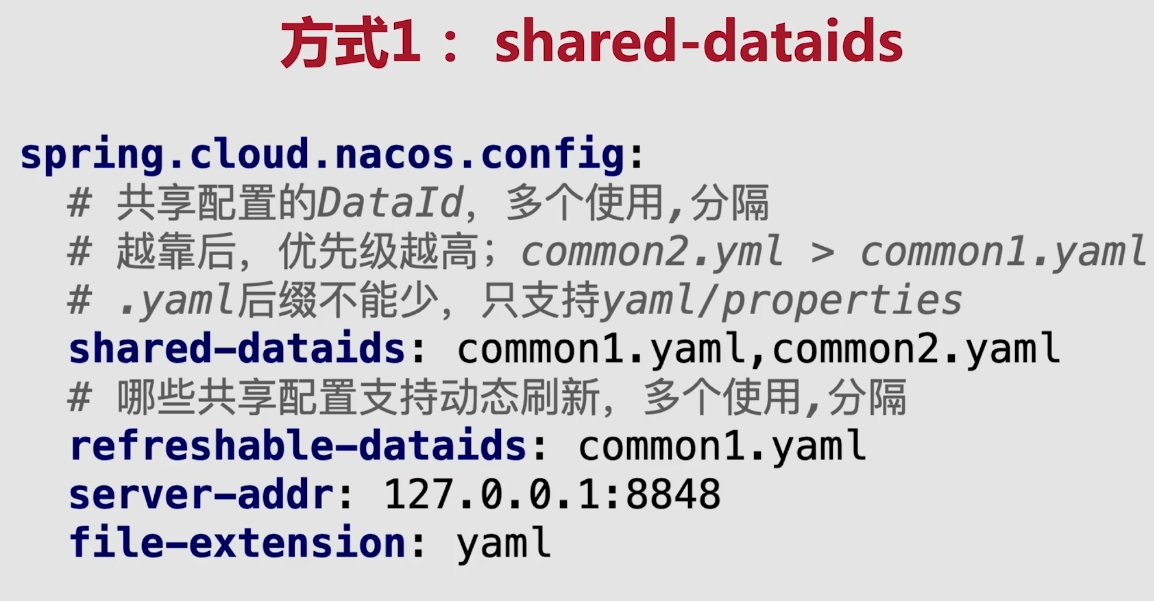 方式1： shared-dataids
spring.cloud.nacos.config:
# 共享配置的DataId，多个使用,分隔
# 越靠后，优先级越高；common2.yml > common1.yaml
# .yaml后缀不能少，只支持yaml/properties
shared-dataids: common1.yaml,common2.yaml
# 哪些共享配置支持动态刷新，多个使用,分隔
refreshable-dataids: common1.yaml
server-addr: 127.0.0.1:8848
file-extension: yaml